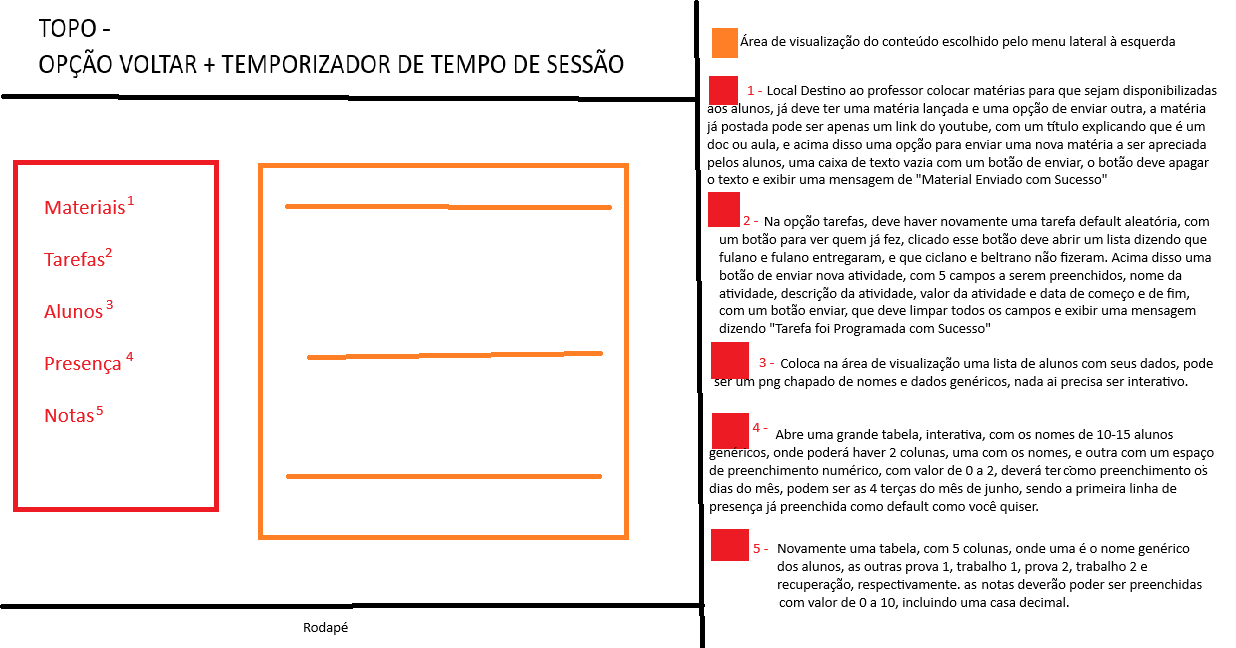 TOPO -
OPÇÃO VOLTAR + TEMPORIZADOR DE TEMPO DE SESSÃO
Materiais1
Tarefas2
Alunos3
Presença4
Notas5
Rodapé
Área de visualização do conteúdo escolhido pelo menu lateral à esquerda
1 - Local Destino ao professor colocar matérias para que sejam disponibilizadas
aos alunos, já deve ter uma matéria lançada e uma opção de enviar outra, a matéria
já postada pode ser apenas um link do youtube, com um título explicando que é um
doc ou aula, e acima disso uma opção para enviar uma nova matéria a ser apreciada
pelos alunos, uma caixa de texto vazia com um botão de enviar, o botão deve apagar
o texto e exibir uma mensagem de "Material Enviado com Sucesso"
2 - Na opção tarefas, deve haver novamente uma tarefa default aleatória, com
um botão para ver quem já fez, clicado esse botão deve abrir um lista dizendo que
fulano e fulano entregaram, e que ciclano e beltrano não fizeram. Acima disso uma
botão de enviar nova atividade, com 5 campos a serem preenchidos, nome da
atividade, descrição da atividade, valor da atividade e data de começo e de fim,
com um botão enviar, que deve limpar todos os campos e exibir uma mensagem
dizendo "Tarefa foi Programada com Sucesso"
3 - Coloca na área de visualização uma lista de alunos com seus dados, pode
ser um png chapado de nomes e dados genéricos, nada ai precisa ser interativo.
4 - Abre uma grande tabela, interativa, com os nomes de 10-15 alunos
genéricos, onde poderá haver 2 colunas, uma com os nomes, e outra com um espaço
de preenchimento numérico, com valor de 0 a 2, deverá ter como preenchimento os
dias do mês, podem ser as 4 terças do mês de junho, sendo a primeira linha de
presença já preenchida como default como você quiser.
5 - Novamente uma tabela, com 5 colunas, onde uma é o nome genérico
dos alunos, as outras prova 1, trabalho 1, prova 2, trabalho 2 e
recuperação, respectivamente. as notas deverão poder ser preenchidas
com valor de 0 a 10, incluindo uma casa decimal.